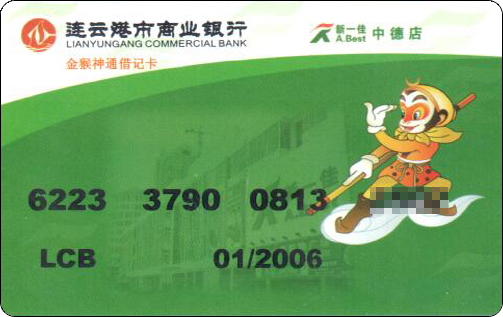 连云港市商业银行
LIANYUNGANG COMMERCIAL BANK
金猴神通借记卡
新一佳
A.Best
中德店
6223 3790 0813
LCB 01/2006